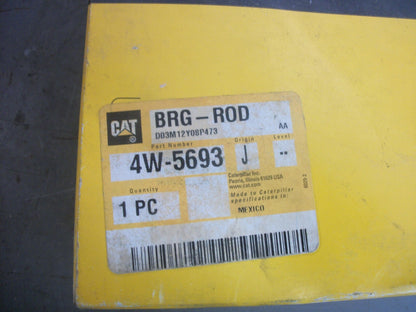 CAT
BRG-ROD
D03M12Y08P473
AA
Part Number
Origin
Level
4W-5693
J
--
Caterpillar Inc.
Peoria, Illinois 61629 USA
www.cat.com
Quantity
1 PC
Made to Caterpillar
specifications in:
MEXICO